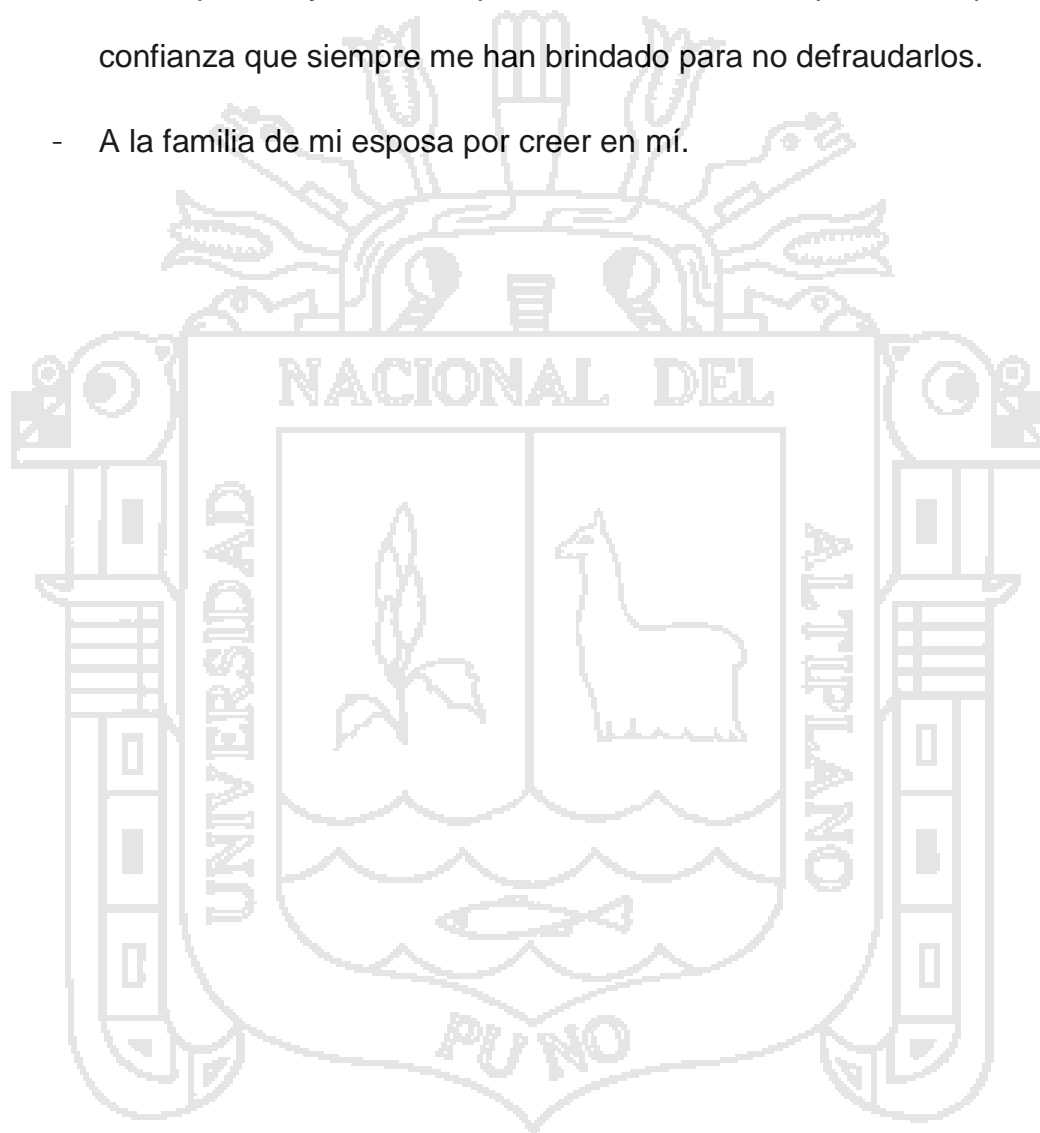 confianza que siempre me han brindado para no defraudarlos.
- A la familia de mi esposa por creer en mí.
NACIONAL DEL
UNIVERSIDAD
ALTIPLANO
PUNO